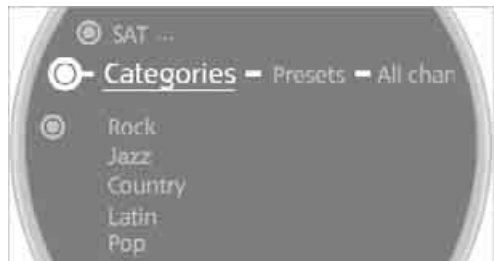 SAT ...
Categories - Presets - All chan
Rock
Jazz
Country
Latin
Pop